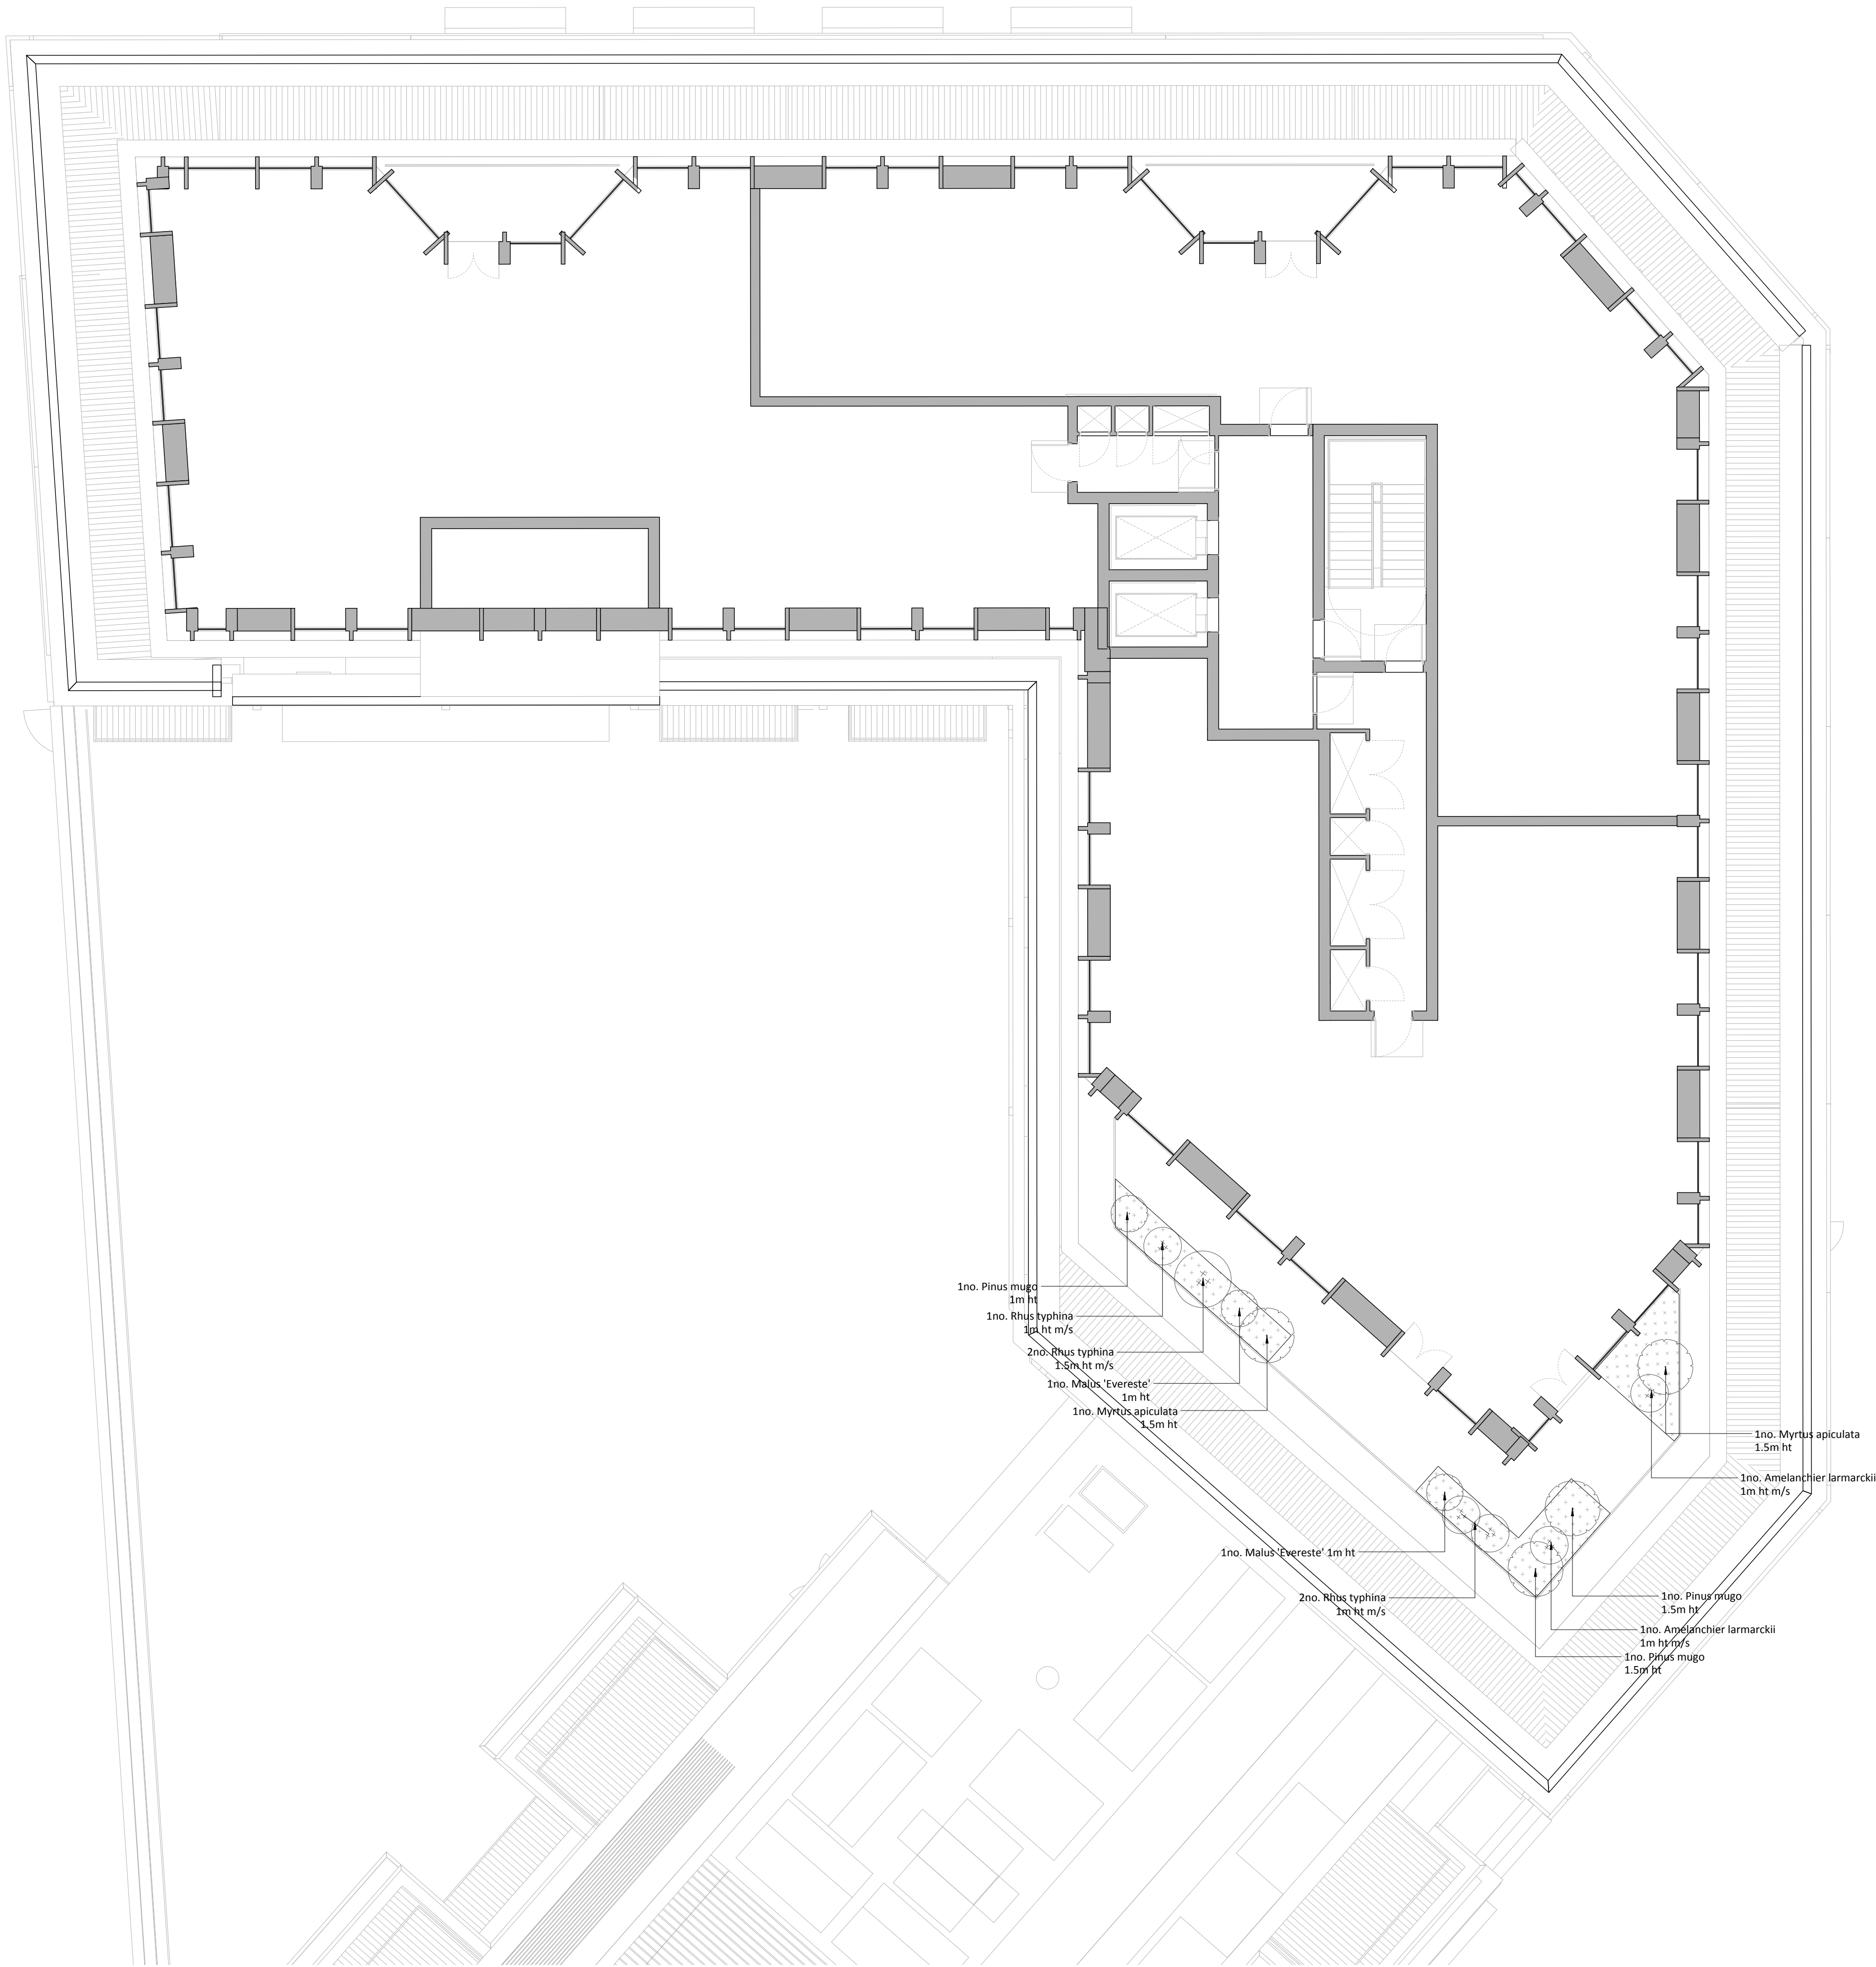 1no. Pinus mugo
1m ht
1no. Rhus typhina
1m ht m/s
2no. Rhus typhina
1.5m ht m/s
1no. Malus 'Evereste'
1m ht
1no. Myrtus apiculata
1.5m ht
1no. Myrtus apiculata
1.5m ht
1no. Amelanchier larmarckii
1m ht m/s
1no. Malus 'Evereste' 1m ht
2no. Rhus typhina
1m ht m/s
1no. Pinus mugo
1.5m ht
1no. Amelanchier larmarckii
1m ht m/s
1no. Pinus mugo
1.5m ht